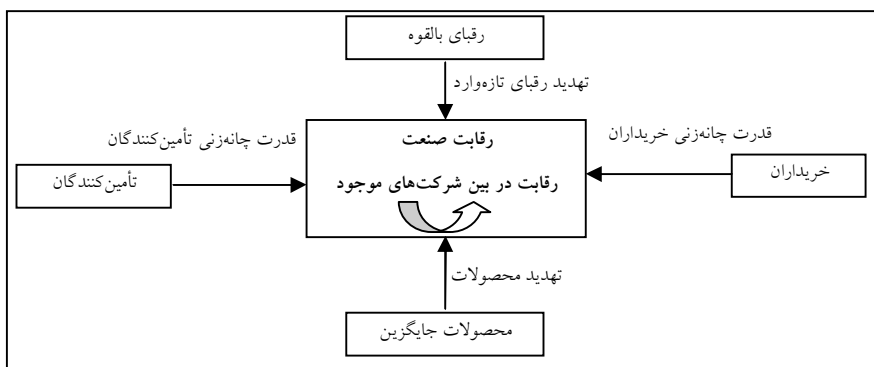 رقبای بالقوه
تهدید رقبای تازه‌وارد
قدرت چانه‌زنی خریداران
رقابت صنعت
قدرت چانه‌زنی تأمین‌کنندگان
خریداران
رقابت در بین شرکت‌های موجود
تأمین‌کنندگان
تهدید محصولات
محصولات جایگزین